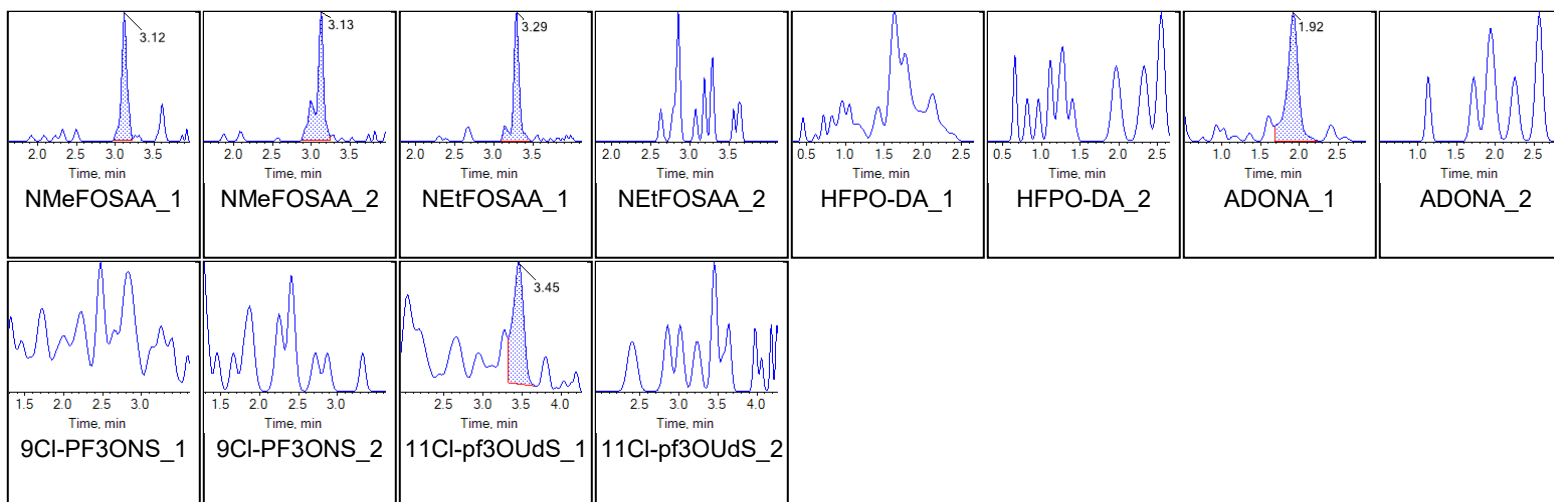 3.12
2.0 2.5 3.0 3.5
Time, min
NMeFOSAA_1
3.13
2.0 2.5 3.0 3.5
Time, min
NMeFOSAA_2
3.29
2.0 2.5 3.0 3.5
Time, min
NEtFOSAA_1
2.0 2.5 3.0 3.5
Time, min
NEtFOSAA_2
0.5 1.0 1.5 2.0 2.5
Time, min
HFPO-DA_1
0.5 1.0 1.5 2.0 2.5
Time, min
HFPO-DA_2
1.92
1.0 1.5 2.0 2.5
Time, min
ADONA_1
1.0 1.5 2.0 2.5
Time, min
ADONA_2
1.5 2.0 2.5 3.0
Time, min
9Cl-PF3ONS_1
1.5 2.0 2.5 3.0
Time, min
9Cl-PF3ONS_2
3.45
2.5 3.0 3.5 4.0
Time, min
11Cl-pf3OUdS_1
2.5 3.0 3.5 4.0
Time, min
11Cl-pf3OUdS_2